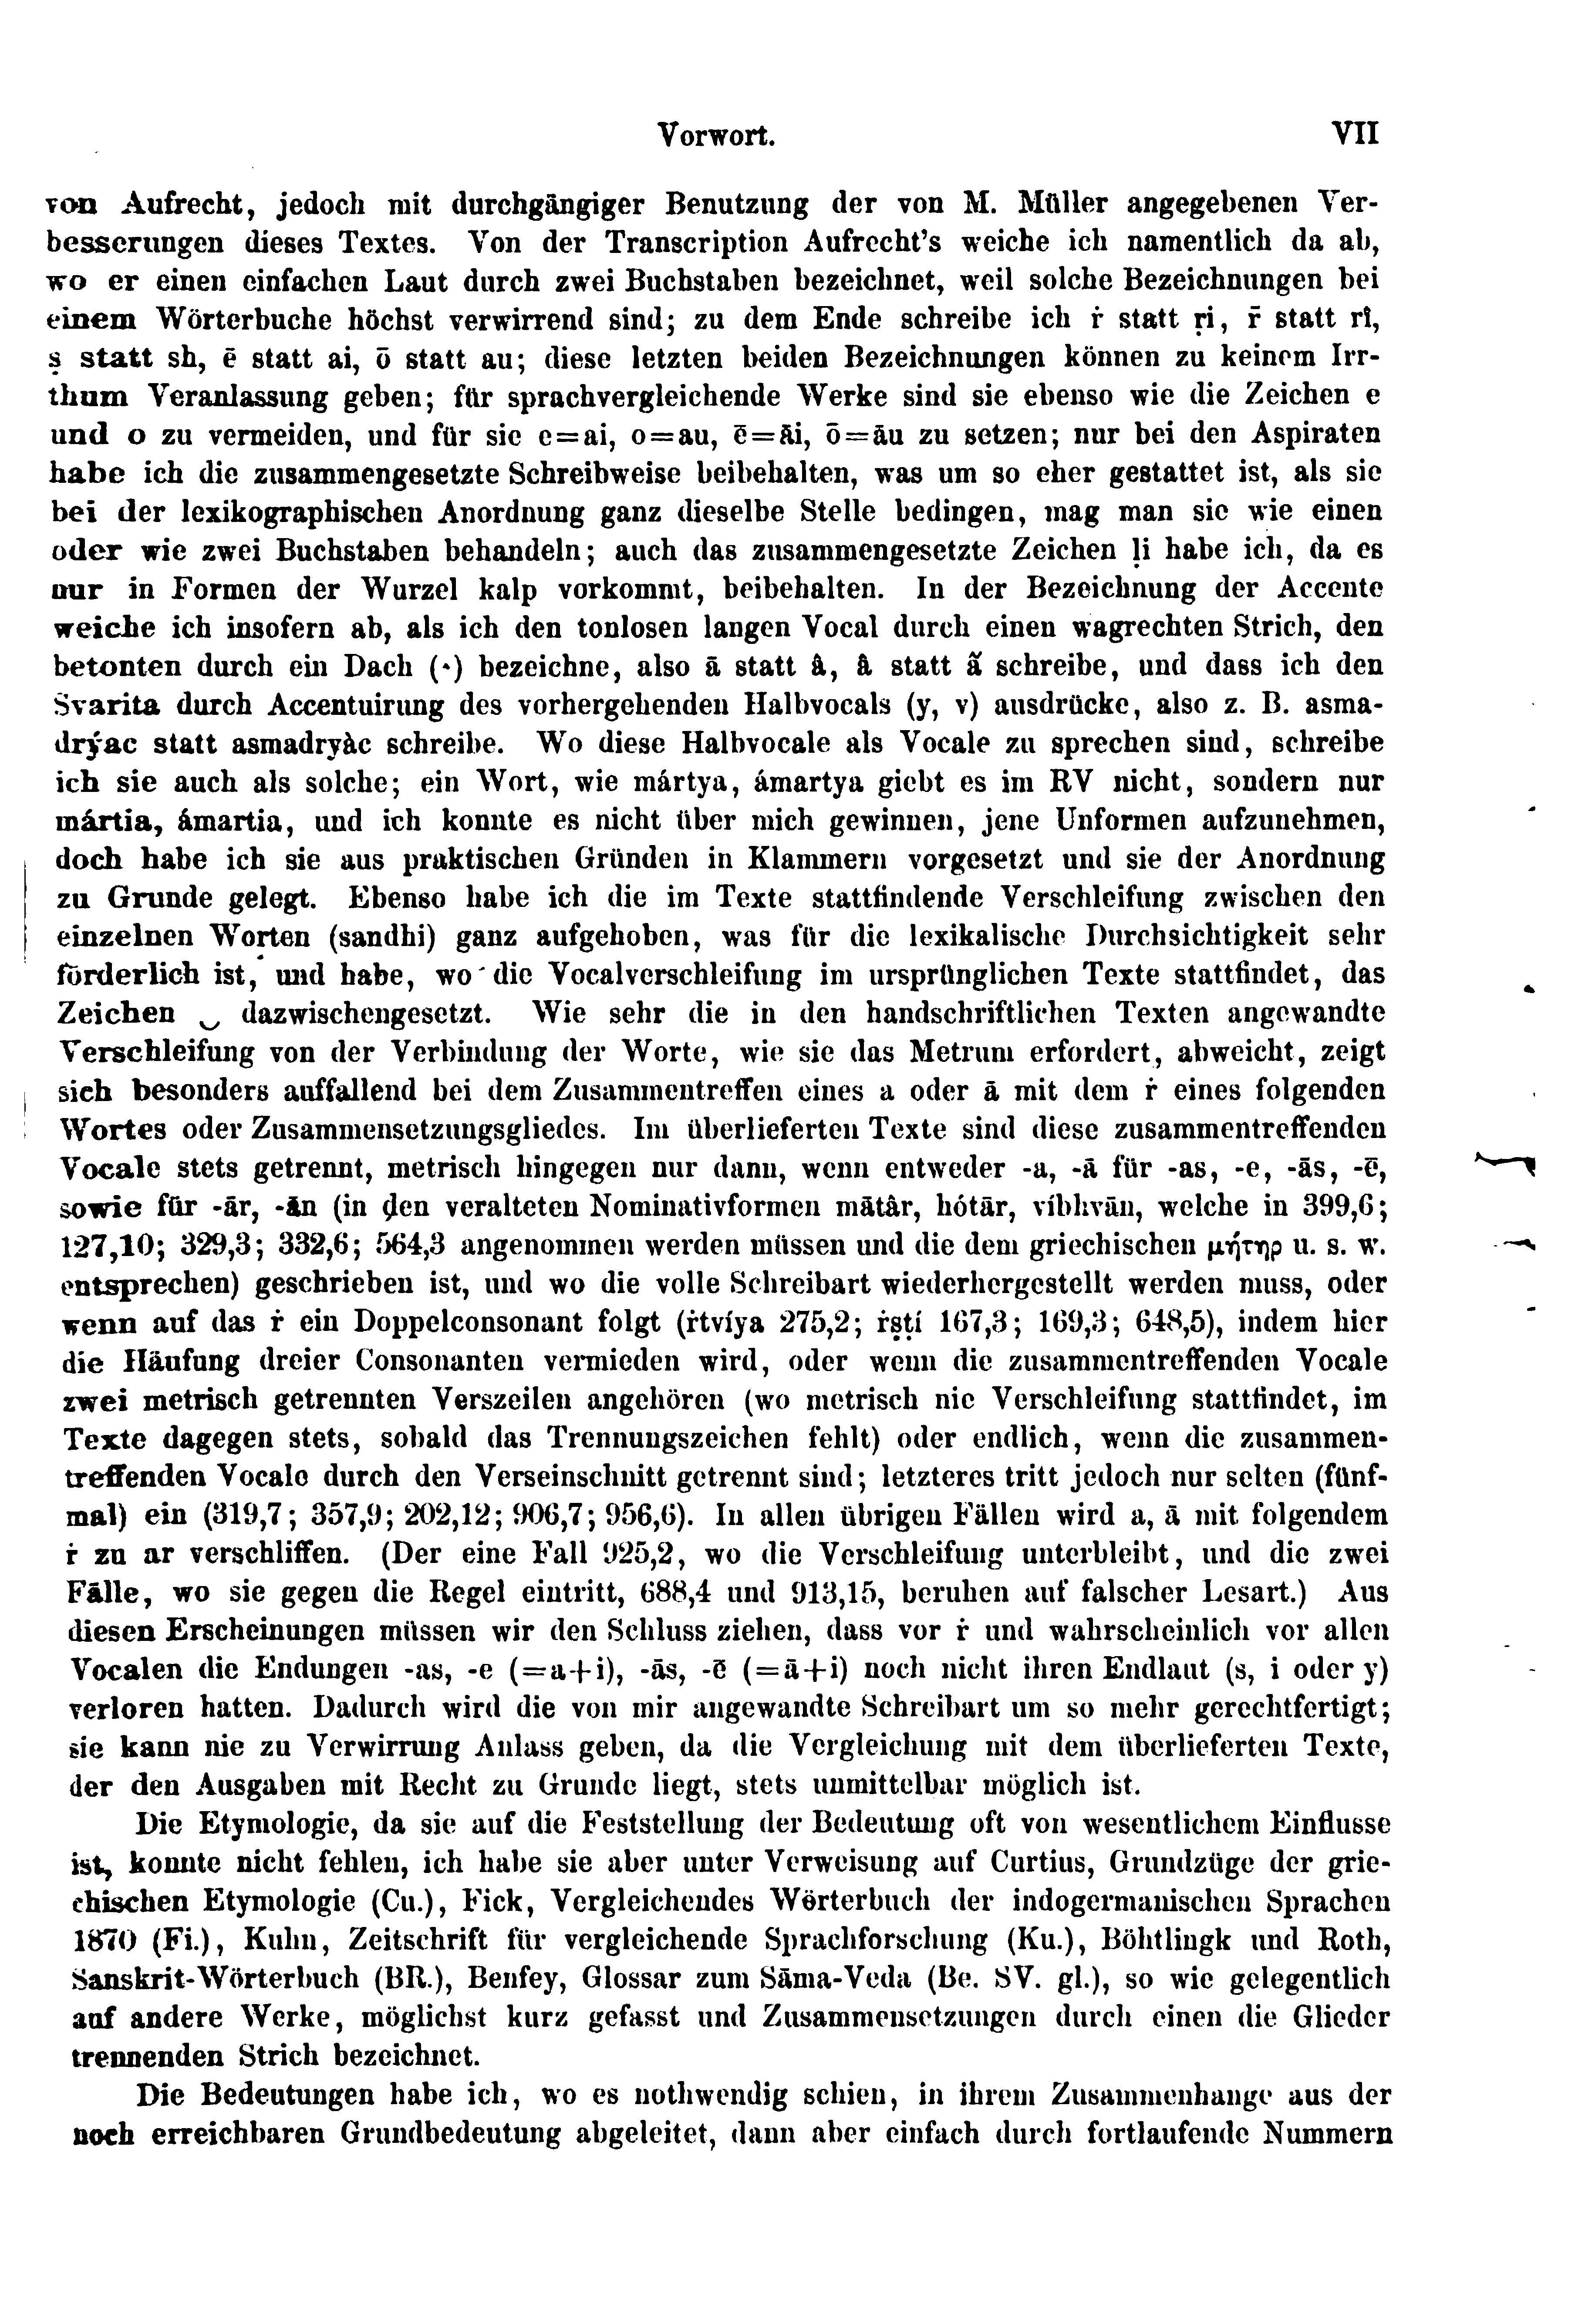 Vorwort. VII
von Aufrecht, jedoch mit durchgängiger Benutzung der von M. Müller angegebenen Ver-
besserungen dieses Textes. Von der Transcription Aufrecht's weiche ich namentlich da ab,
wo er einen einfachen Laut durch zwei Buchstaben bezeichnet, weil solche Bezeichnungen bei
einem Wörterbuche höchst verwirrend sind; zu dem Ende schreibe ich ṙ statt ṛi, r̄ statt rî,
ṣ statt sh, ē statt ai, ō statt au; diese letzten beiden Bezeichnungen können zu keinem Irr-
thum Veranlassung geben; für sprachvergleichende Werke sind sie ebenso wie die Zeichen e
und o zu vermeiden, und für sie e=ai, o=au, ē=āi, ō=āu zu setzen; nur bei den Aspiraten
habe ich die zusammengesetzte Schreibweise beibehalten, was um so eher gestattet ist, als sie
bei der lexikographischen Anordnung ganz dieselbe Stelle bedingen, mag man sie wie einen
oder wie zwei Buchstaben behandeln; auch das zusammengesetzte Zeichen ḷi habe ich, da es
nur in Formen der Wurzel kalp vorkommt, beibehalten. In der Bezeichnung der Accente
weiche ich insofern ab, als ich den tonlosen langen Vocal durch einen wagrechten Strich, den
betonten durch ein Dach (^) bezeichne, also ā statt â, â statt ā́ schreibe, und dass ich den
Svarita durch Accentuirung des vorhergehenden Halbvocals (y, v) ausdrücke, also z. B. asma-
drýac statt asmadryàc schreibe. Wo diese Halbvocale als Vocale zu sprechen sind, schreibe
ich sie auch als solche; ein Wort, wie mártya, ámartya giebt es im RV nicht, sondern nur
mártia, ámartia, und ich konnte es nicht über mich gewinnen, jene Unformen aufzunehmen,
doch habe ich sie aus praktischen Gründen in Klammern vorgesetzt und sie der Anordnung
zu Grunde gelegt. Ebenso habe ich die im Texte stattfindende Verschleifung zwischen den
einzelnen Worten (sandhi) ganz aufgehoben, was für die lexikalische Durchsichtigkeit sehr
förderlich ist, und habe, wo die Vocalverschleifung im ursprünglichen Texte stattfindet, das
Zeichen ‿ dazwischengesetzt. Wie sehr die in den handschriftlichen Texten angewandte
Verschleifung von der Verbindung der Worte, wie sie das Metrum erfordert, abweicht, zeigt
sich besonders auffallend bei dem Zusammentreffen eines a oder ā mit dem ṙ eines folgenden
Wortes oder Zusammensetzungsgliedes. Im überlieferten Texte sind diese zusammentreffenden
Vocale stets getrennt, metrisch hingegen nur dann, wenn entweder -a, -ā für -as, -e, -ās, -ē,
sowie für -ār, -ān (in den veralteten Nominativformen mātâr, hótār, víbhvān, welche in 399,6;
127,10; 329,3; 332,6; 564,3 angenommen werden müssen und die dem griechischen μήτηρ u. s. w.
entsprechen) geschrieben ist, und wo die volle Schreibart wiederhergestellt werden muss, oder
wenn auf das ṙ ein Doppelconsonant folgt (ṙtvíya 275,2; ṙṣṭí 167,3; 169,3; 648,5), indem hier
die Häufung dreier Consonanten vermieden wird, oder wenn die zusammentreffenden Vocale
zwei metrisch getrennten Verszeilen angehören (wo metrisch nie Verschleifung stattfindet, im
Texte dagegen stets, sobald das Trennungszeichen fehlt) oder endlich, wenn die zusammen-
treffenden Vocale durch den Verseinschnitt getrennt sind; letzteres tritt jedoch nur selten (fünf-
mal) ein (319,7; 357,9; 202,12; 906,7; 956,6). In allen übrigen Fällen wird a, ā mit folgendem
ṙ zu ar verschliffen. (Der eine Fall 925,2, wo die Verschleifung unterbleibt, und die zwei
Fälle, wo sie gegen die Regel eintritt, 688,4 und 913,15, beruhen auf falscher Lesart.) Aus
diesen Erscheinungen müssen wir den Schluss ziehen, dass vor ṙ und wahrscheinlich vor allen
Vocalen die Endungen -as, -e (=a+i), -ās, -ē (=ā+i) noch nicht ihren Endlaut (s, i oder y)
verloren hatten. Dadurch wird die von mir angewandte Schreibart um so mehr gerechtfertigt;
sie kann nie zu Verwirrung Anlass geben, da die Vergleichung mit dem überlieferten Texte,
der den Ausgaben mit Recht zu Grunde liegt, stets unmittelbar möglich ist.
Die Etymologie, da sie auf die Feststellung der Bedeutung oft von wesentlichem Einflusse
ist, konnte nicht fehlen, ich habe sie aber unter Verweisung auf Curtius, Grundzüge der grie-
chischen Etymologie (Cu.), Fick, Vergleichendes Wörterbuch der indogermanischen Sprachen
1870 (Fi.), Kuhn, Zeitschrift für vergleichende Sprachforschung (Ku.), Böhtlingk und Roth,
Sanskrit-Wörterbuch (BR.), Benfey, Glossar zum Sāma-Veda (Be. SV. gl.), so wie gelegentlich
auf andere Werke, möglichst kurz gefasst und Zusammensetzungen durch einen die Glieder
trennenden Strich bezeichnet.
Die Bedeutungen habe ich, wo es nothwendig schien, in ihrem Zusammenhange aus der
noch erreichbaren Grundbedeutung abgeleitet, dann aber einfach durch fortlaufende Nummern